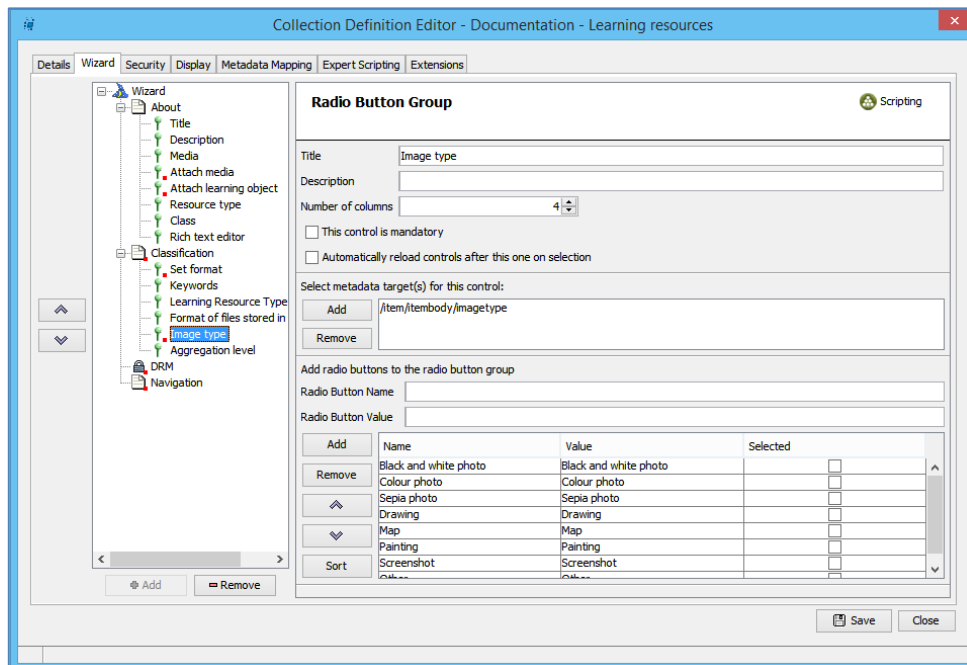 Collection Definition Editor - Documentation - Learning resources
Details Wizard Security Display Metadata Mapping Expert Scripting Extensions
Wizard
About
Title
Description
Media
Attach media
Attach learning object
Resource type
Class
Rich text editor
Classification
Set format
Keywords
Learning Resource Type
Format of files stored in
Image type
Aggregation level
DRM
Navigation
Add Remove
Radio Button Group Scripting
Title Image type
Description
Number of columns 4
This control is mandatory
Automatically reload controls after this one on selection
Select metadata target(s) for this control:
Add /item/itembody/imagetype
Remove
Add radio buttons to the radio button group
Radio Button Name
Radio Button Value
Add
Remove
Sort
Name Value Selected
Black and white photo Black and white photo
Colour photo Colour photo
Sepia photo Sepia photo
Drawing Drawing
Map Map
Painting Painting
Screenshot Screenshot
Other Other
Save Close